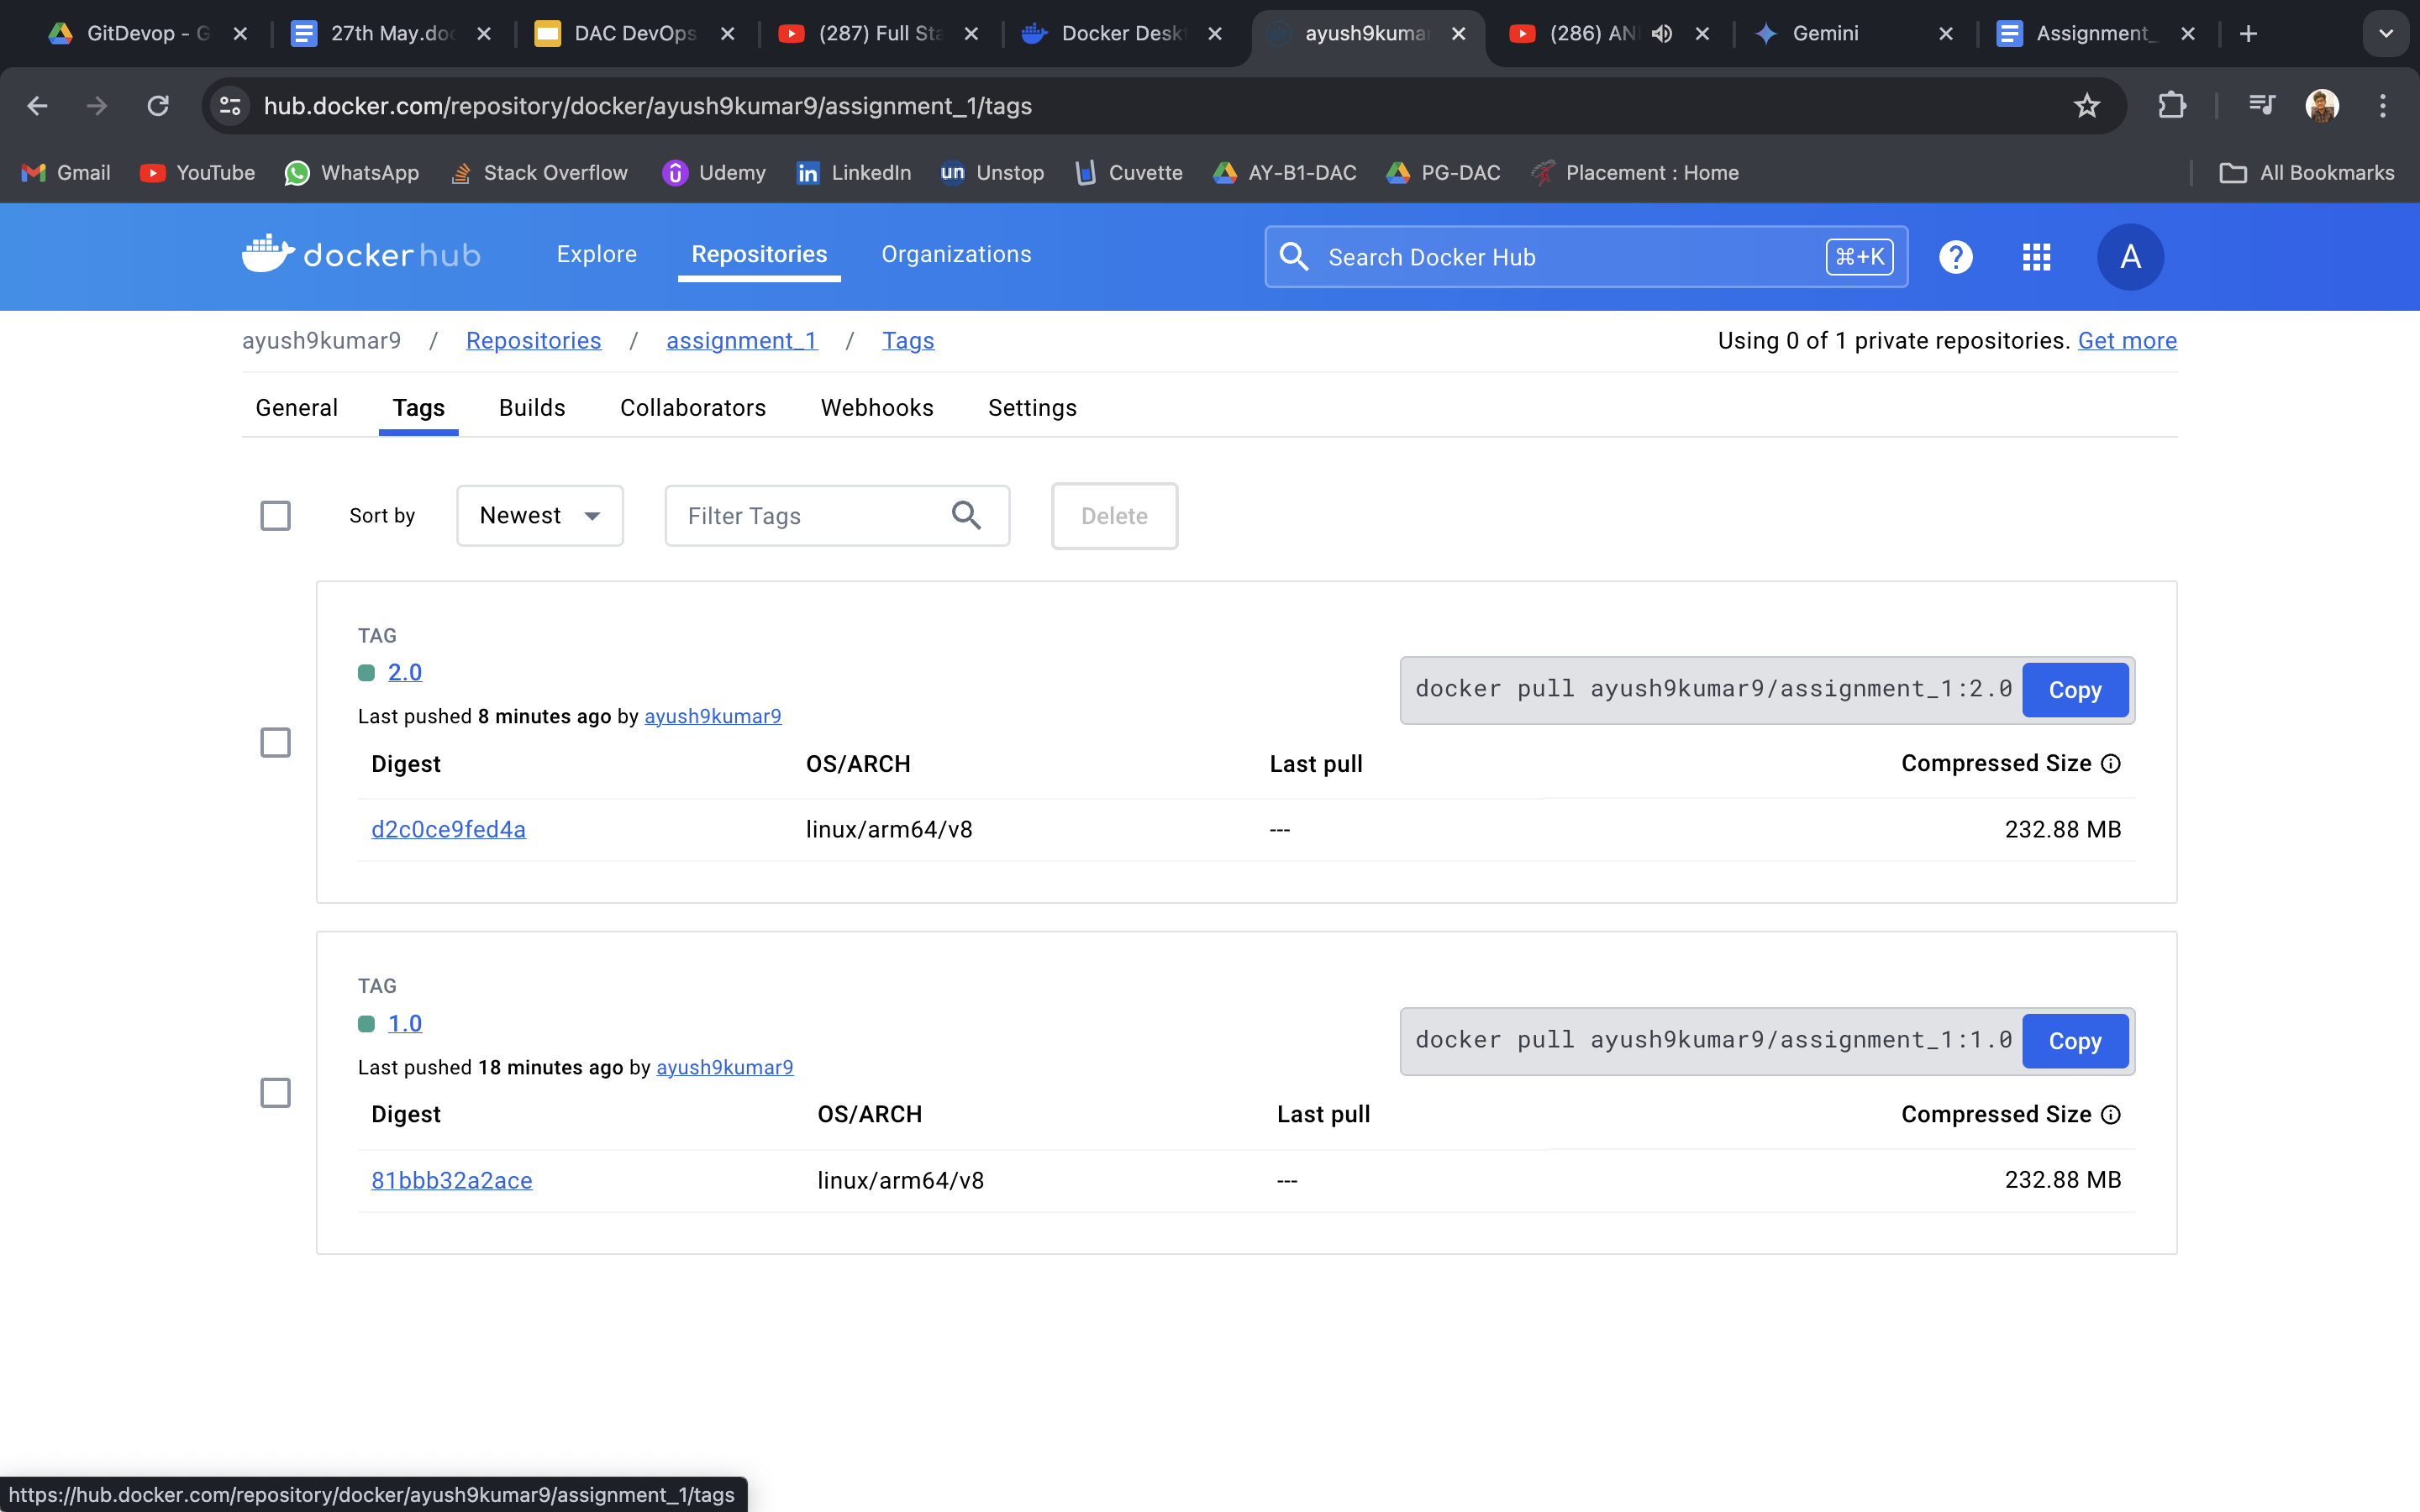 GitDevop - G
27th May.doc
DAC DevOps
(287) Full Sta
Docker Desk
ayush9kumar
(286) AN
Gemini
Assignment_
hub.docker.com/repository/docker/ayush9kumar9/assignment_1/tags
Gmail
YouTube
WhatsApp
Stack Overflow
Udemy
LinkedIn
un Unstop
Cuvette
AY-B1-DAC
PG-DAC
Placement : Home
All Bookmarks
dockerhub
Explore
Repositories
Organizations
Search Docker Hub
⌘+K
?
A
ayush9kumar9 / Repositories / assignment_1 / Tags
Using 0 of 1 private repositories. Get more
General
Tags
Builds
Collaborators
Webhooks
Settings
Sort by
Newest
Filter Tags
Delete
TAG
2.0
docker pull ayush9kumar9/assignment_1:2.0
Copy
Last pushed 8 minutes ago by ayush9kumar9
Digest OS/ARCH Last pull Compressed Size
d2c0ce9fed4a linux/arm64/v8 --- 232.88 MB
TAG
1.0
docker pull ayush9kumar9/assignment_1:1.0
Copy
Last pushed 18 minutes ago by ayush9kumar9
Digest OS/ARCH Last pull Compressed Size
81bbb32a2ace linux/arm64/v8 --- 232.88 MB
https://hub.docker.com/repository/docker/ayush9kumar9/assignment_1/tags